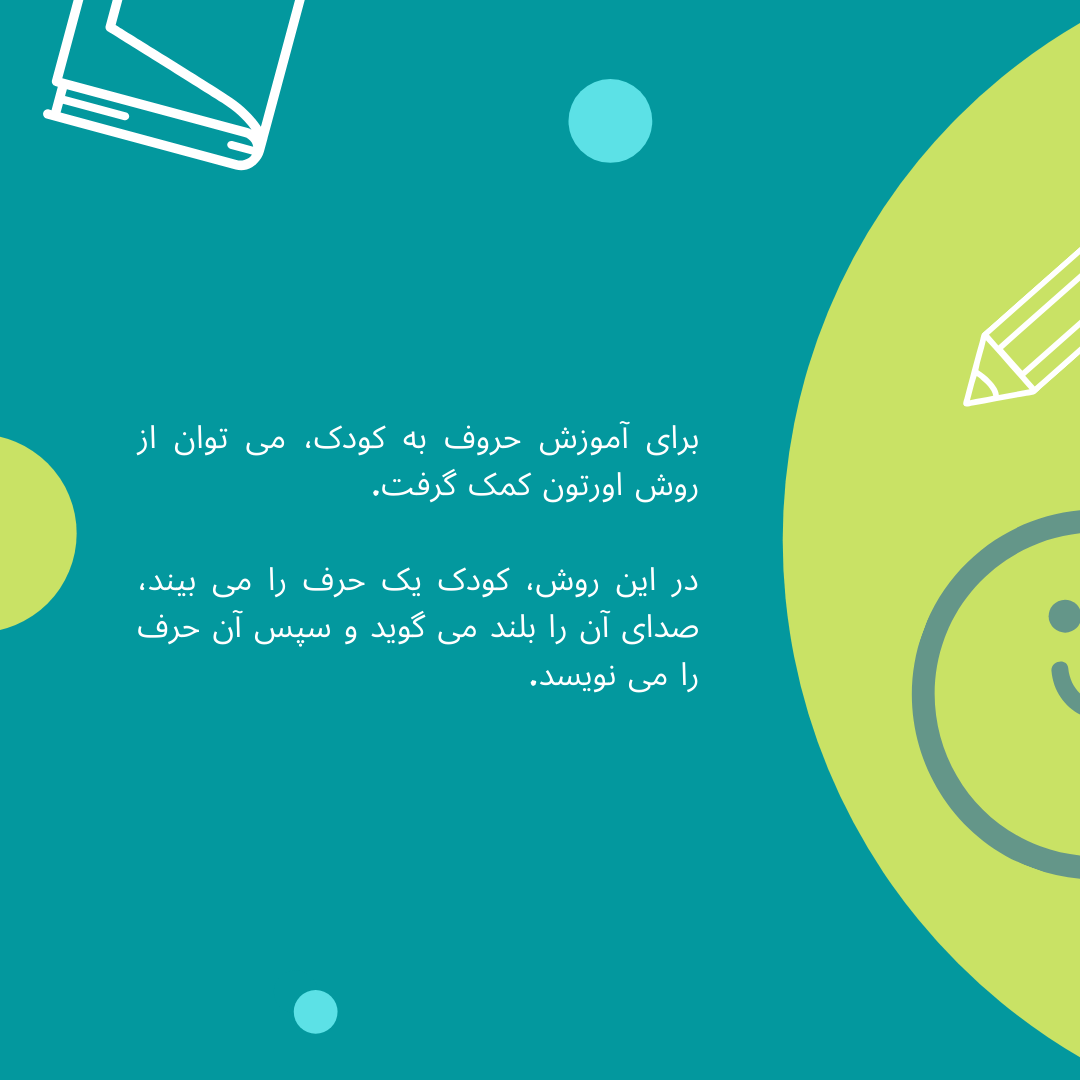 برای آموزش حروف به کودک، می توان از
روش اورتون کمک گرفت.
در این روش، کودک یک حرف را می بیند،
صدای آن را بلند می گوید و سپس آن حرف
را می نویسد.